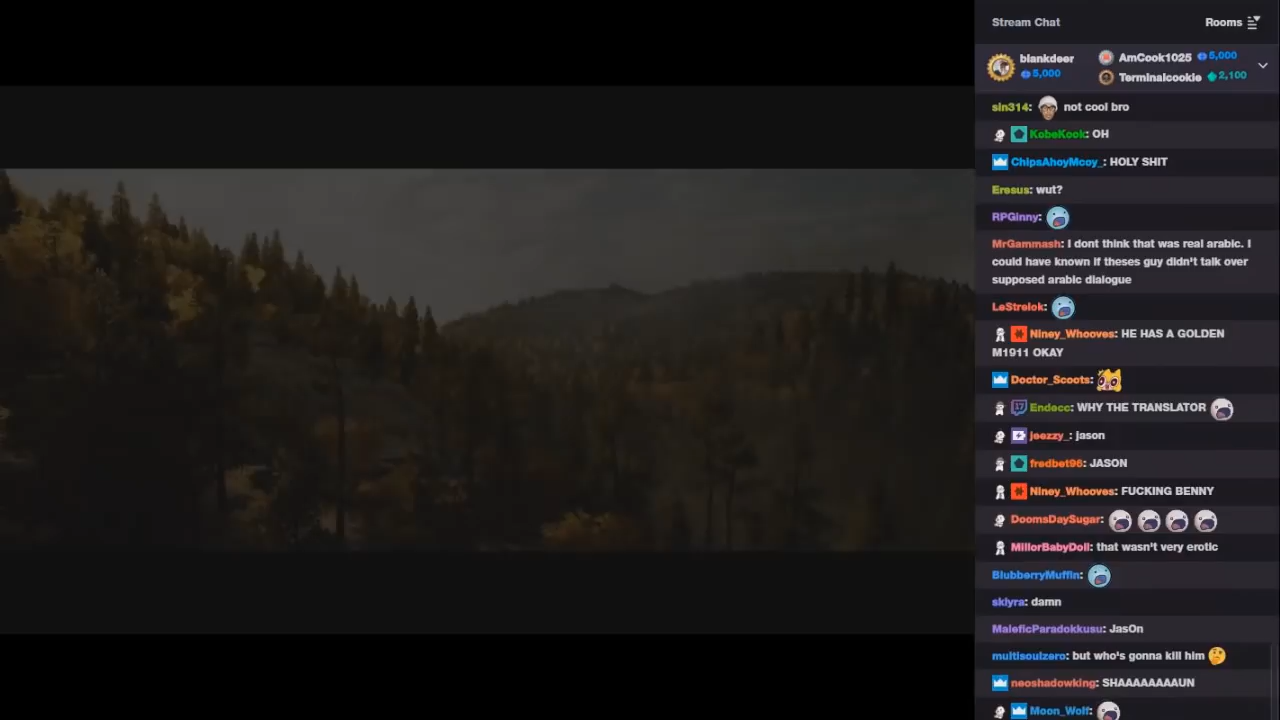 Stream Chat
Rooms
blankdeer
5,000
AmCook1025 5,000
Terminalcookie 2,100
sin314: not cool bro
KobeKook: OH
ChipsAhoyMcoy_: HOLY SHIT
Eresus: wut?
RPGinny:
MrGammash: I dont think that was real arabic. I
could have known if theses guy didn't talk over
supposed arabic dialogue
LeStrelok:
Niney_Whooves: HE HAS A GOLDEN
M1911 OKAY
Doctor_Scoots:
Endecc: WHY THE TRANSLATOR
jeezzy_: jason
fredbet96: JASON
Niney_Whooves: FUCKING BENNY
DoomsDaySugar:
MillorBabyDoll: that wasn't very erotic
BlubberryMuffin:
sklyra: damn
MaleficParadokkusu: JasOn
multisoulzero: but who's gonna kill him
neoshadowking: SHAAAAAAAAUN
Moon_Wolf: